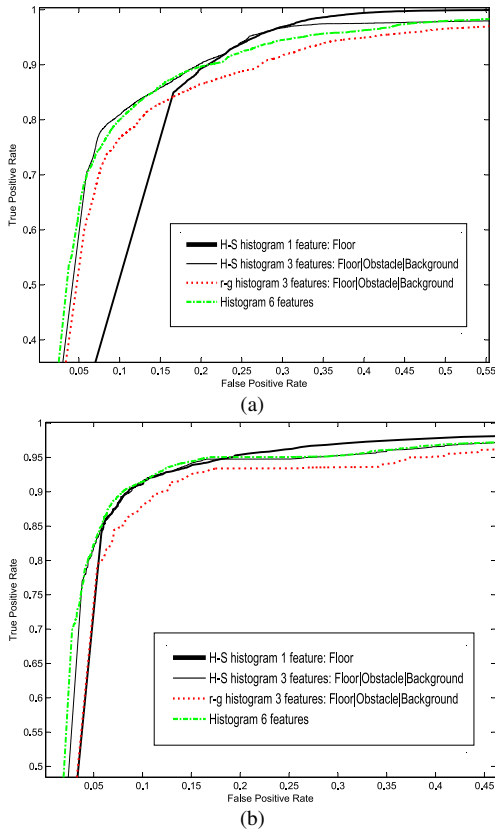 1
0.9
0.8
0.7
0.6
0.5
0.4
True Positive Rate
H-S histogram 1 feature: Floor
H-S histogram 3 features: Floor|Obstacle|Background
r-g histogram 3 features: Floor|Obstacle|Background
Histogram 6 features
0.05 0.1 0.15 0.2 0.25 0.3 0.35 0.4 0.45 0.5 0.55
False Positive Rate
(a)
1
0.95
0.9
0.85
0.8
0.75
0.7
0.65
0.6
0.55
0.5
True Positive Rate
H-S histogram 1 feature: Floor
H-S histogram 3 features: Floor|Obstacle|Background
r-g histogram 3 features: Floor|Obstacle|Background
Histogram 6 features
0.05 0.1 0.15 0.2 0.25 0.3 0.35 0.4 0.45
False Positive Rate
(b)